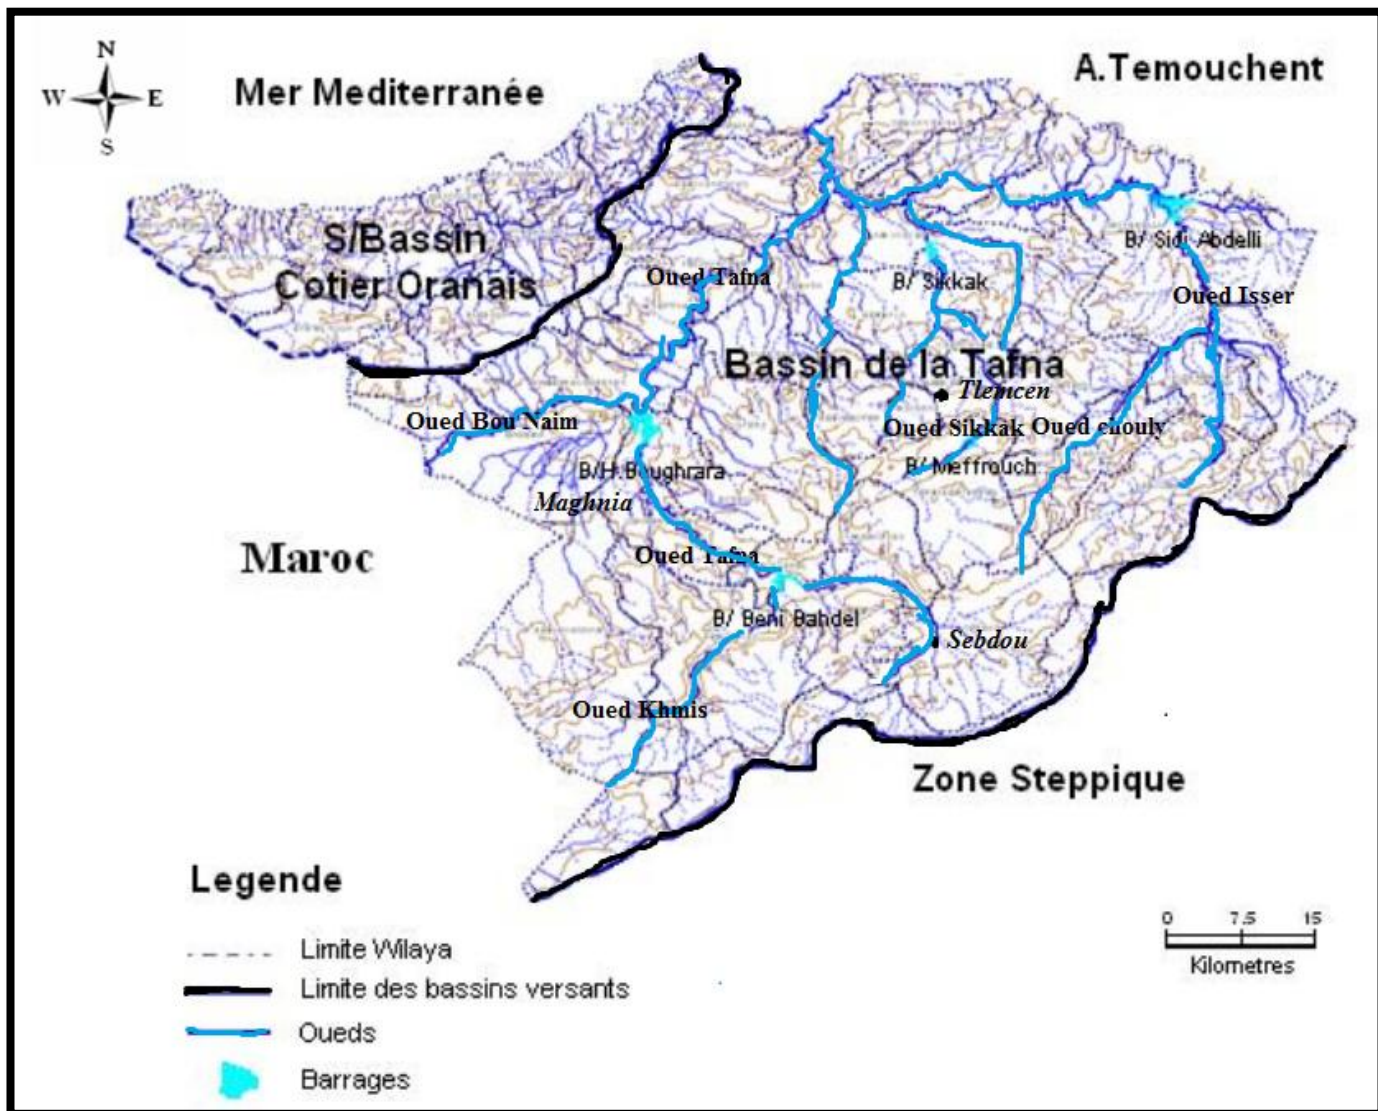 N
A.Temouchent
Mer Mediterranée
W E
S
S/Bassin
Cotier Oranais
B/ Sidi Abdelli
Oued Tafna
B/ Sikkak
Oued Isser
Bassin de la Tafna
Tlemcen
Oued Bou Naim
Oued Sikkak
Oued chouly
B/H.Boughrara
B/ Meffrouch
Maghnia
Maroc
Oued Tafna
B/ Beni Bahdel
Sebdou
Oued Khmis
Zone Steppique
Legende
0 7.5 15
Kilometres
Limite Wilaya
Limite des bassins versants
Oueds
Barrages